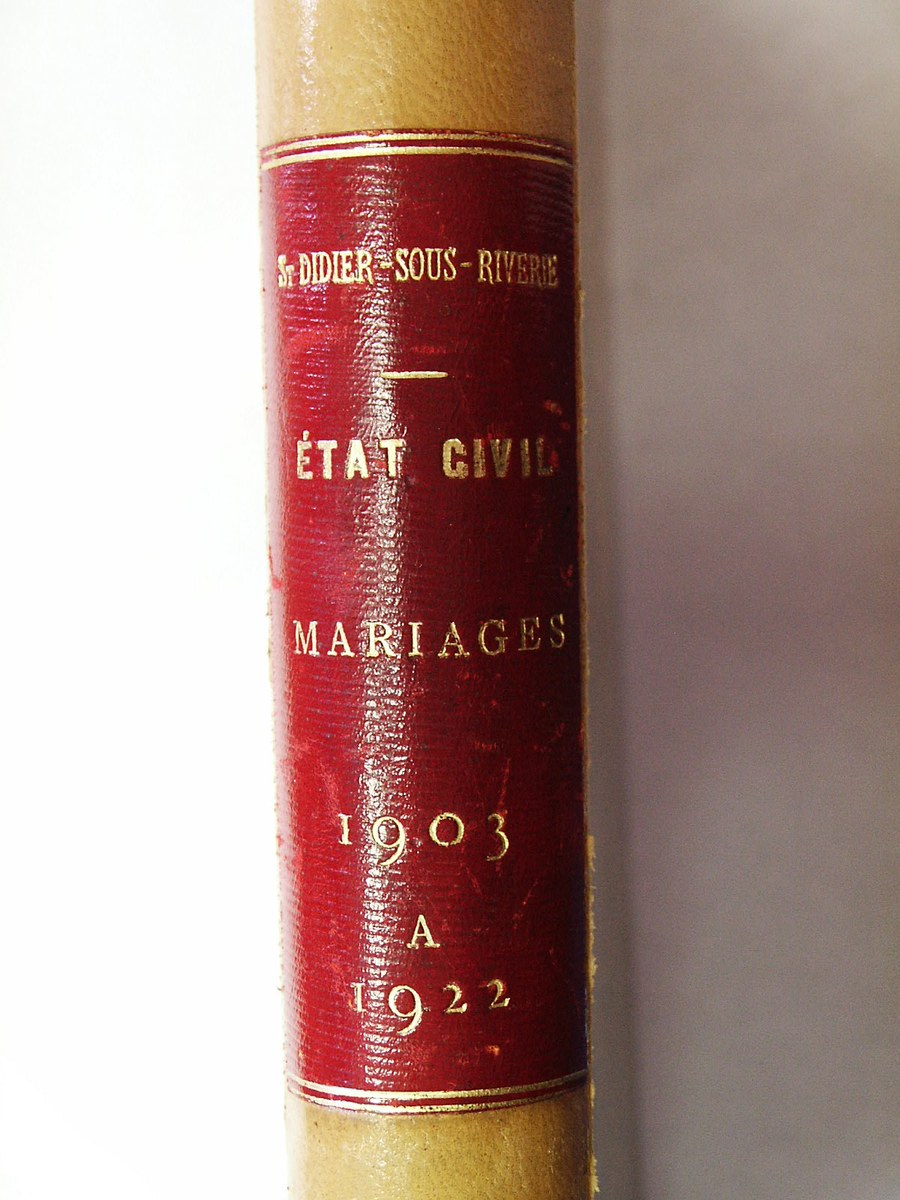 St DIDIER-SOUS-RIVERIE
ÉTAT CIVIL
MARIAGES
1903
A
1922